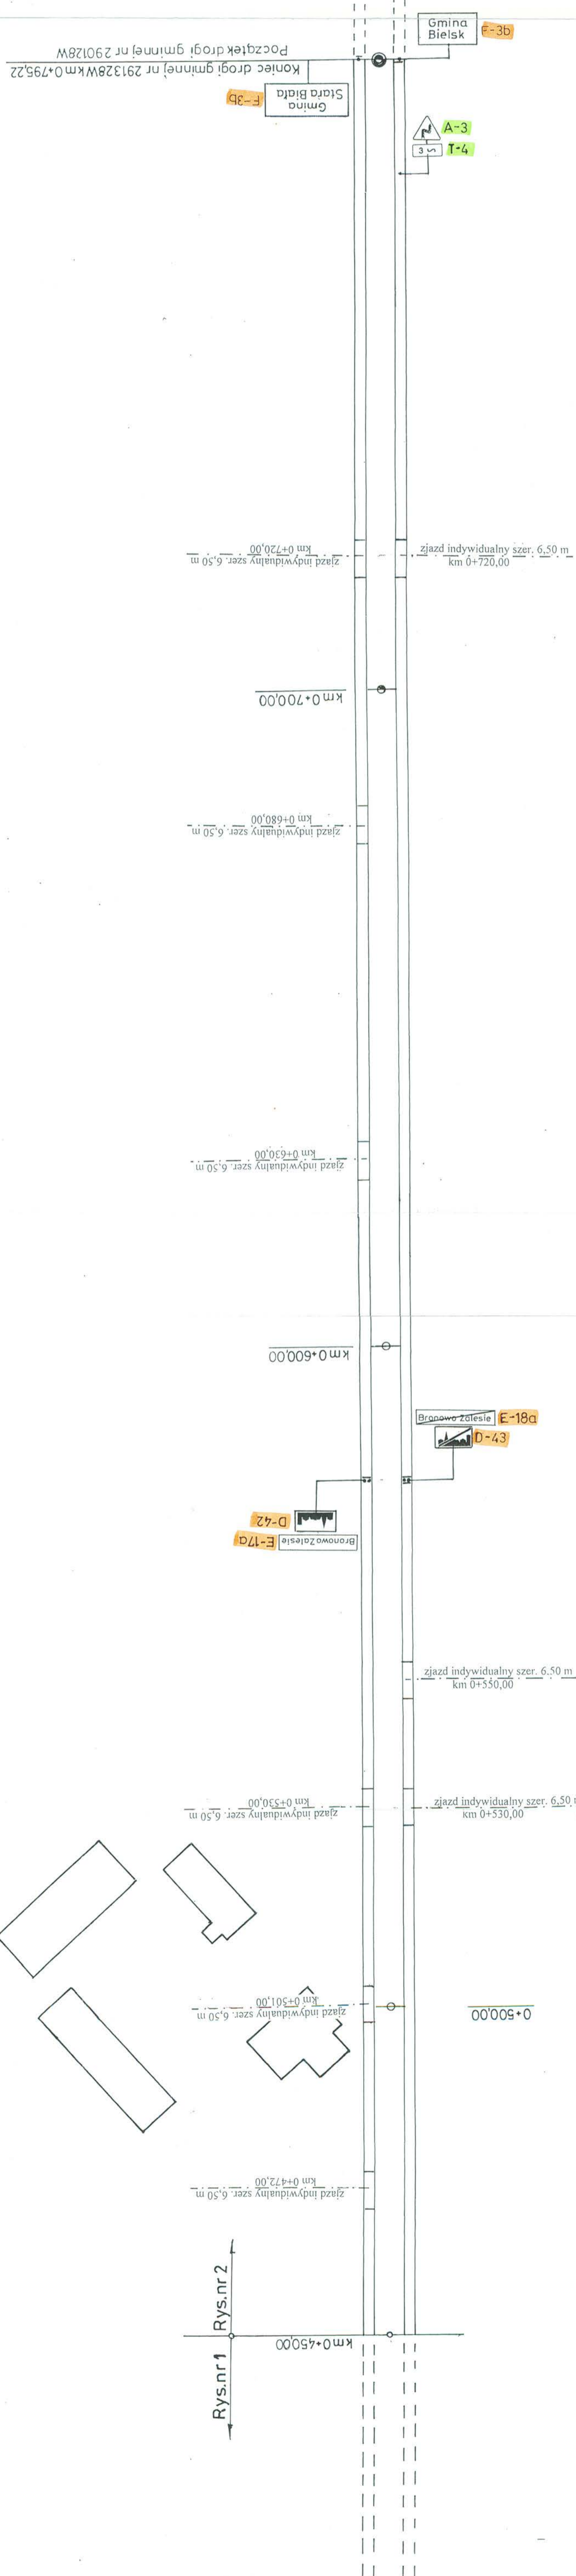 Gmina
Bielsk
F-3b
Początek drogi gminnej nr 290128W
Koniec drogi gminnej nr 291328W km 0+795,22
Gmina
Stara Biała
F-3b
A-3
3
T-4
zjazd indywidualny szer. 6,50 m
km 0+720,00
zjazd indywidualny szer. 6,50 m
km 0+720,00
km 0+700,00
zjazd indywidualny szer. 6,50 m
km 0+680,00
zjazd indywidualny szer. 6,50 m
km 0+630,00
km 0+600,00
Bronowo Zalesie
E-18a
D-43
D-42
Bronowo Zalesie
E-17a
zjazd indywidualny szer. 6,50 m
km 0+550,00
zjazd indywidualny szer. 6,50 m
km 0+530,00
zjazd indywidualny szer. 6,50
km 0+530,00
zjazd indywidualny szer. 6,50 m
km 0+501,00
0+500,00
zjazd indywidualny szer. 6,50 m
km 0+472,00
Rys. nr 2
km 0+450,00
Rys. nr 1